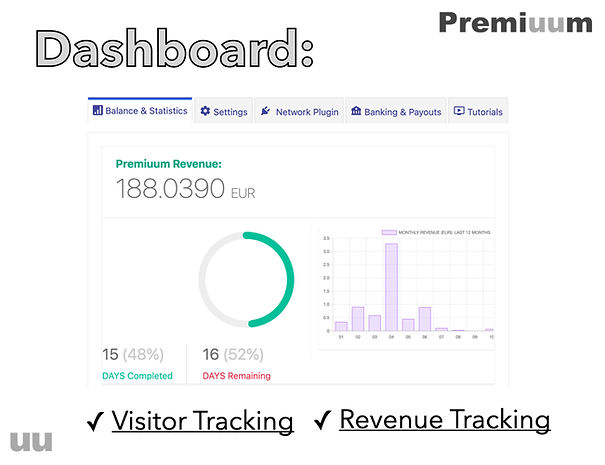 Premiuum
Dashboard:
Balance & Statistics Settings Network Plugin Banking & Payouts Tutorials
Premiuum Revenue:
188.0390 EUR
MONTHLY REVENUE (EUR): LAST 12 MONTHS
3.5
3.0
2.5
2.0
1.5
1.0
0.5
0
01 02 03 04 05 06 07 08 09 10
15 (48%) 16 (52%)
DAYS Completed DAYS Remaining
✓ Visitor Tracking ✓ Revenue Tracking
uu